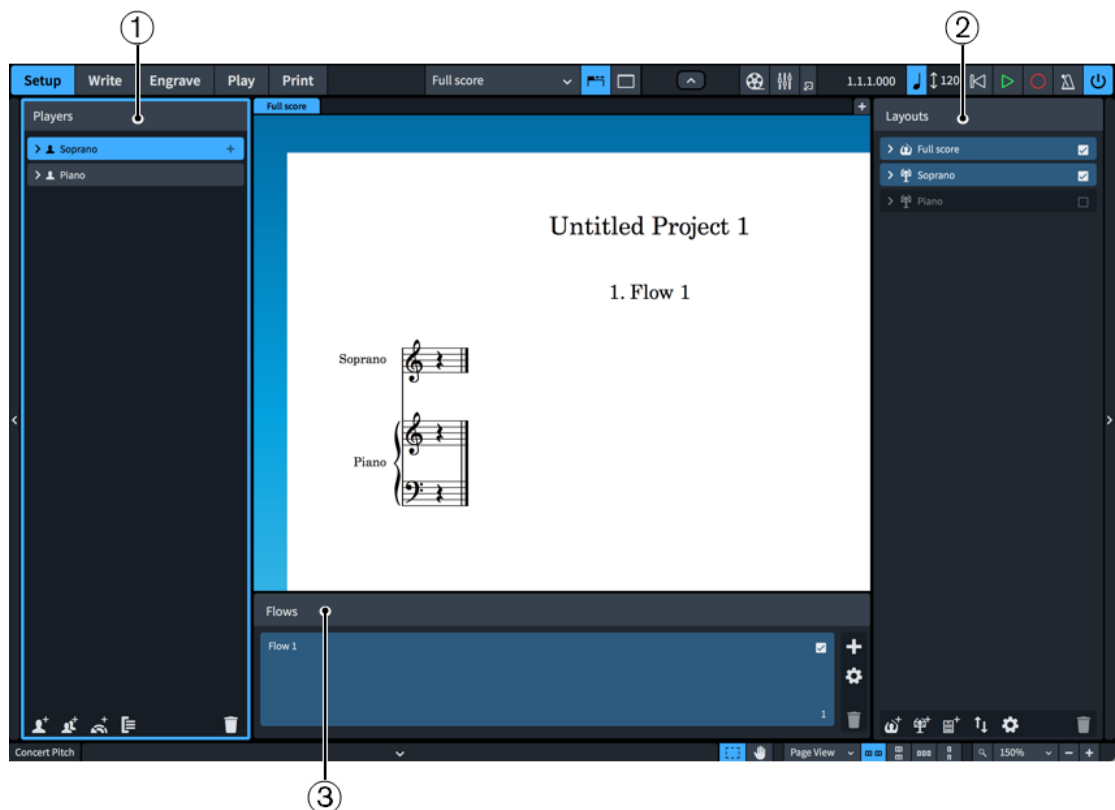 ① ②
Setup Write Engrave Play Print Full score 1.1.1.000 120
Players
Soprano
Piano
Full score
Untitled Project 1
1. Flow 1
Soprano
Piano
Layouts
Full score
Soprano
Piano
Flows
Flow 1
1
Concert Pitch Page View 150%
③